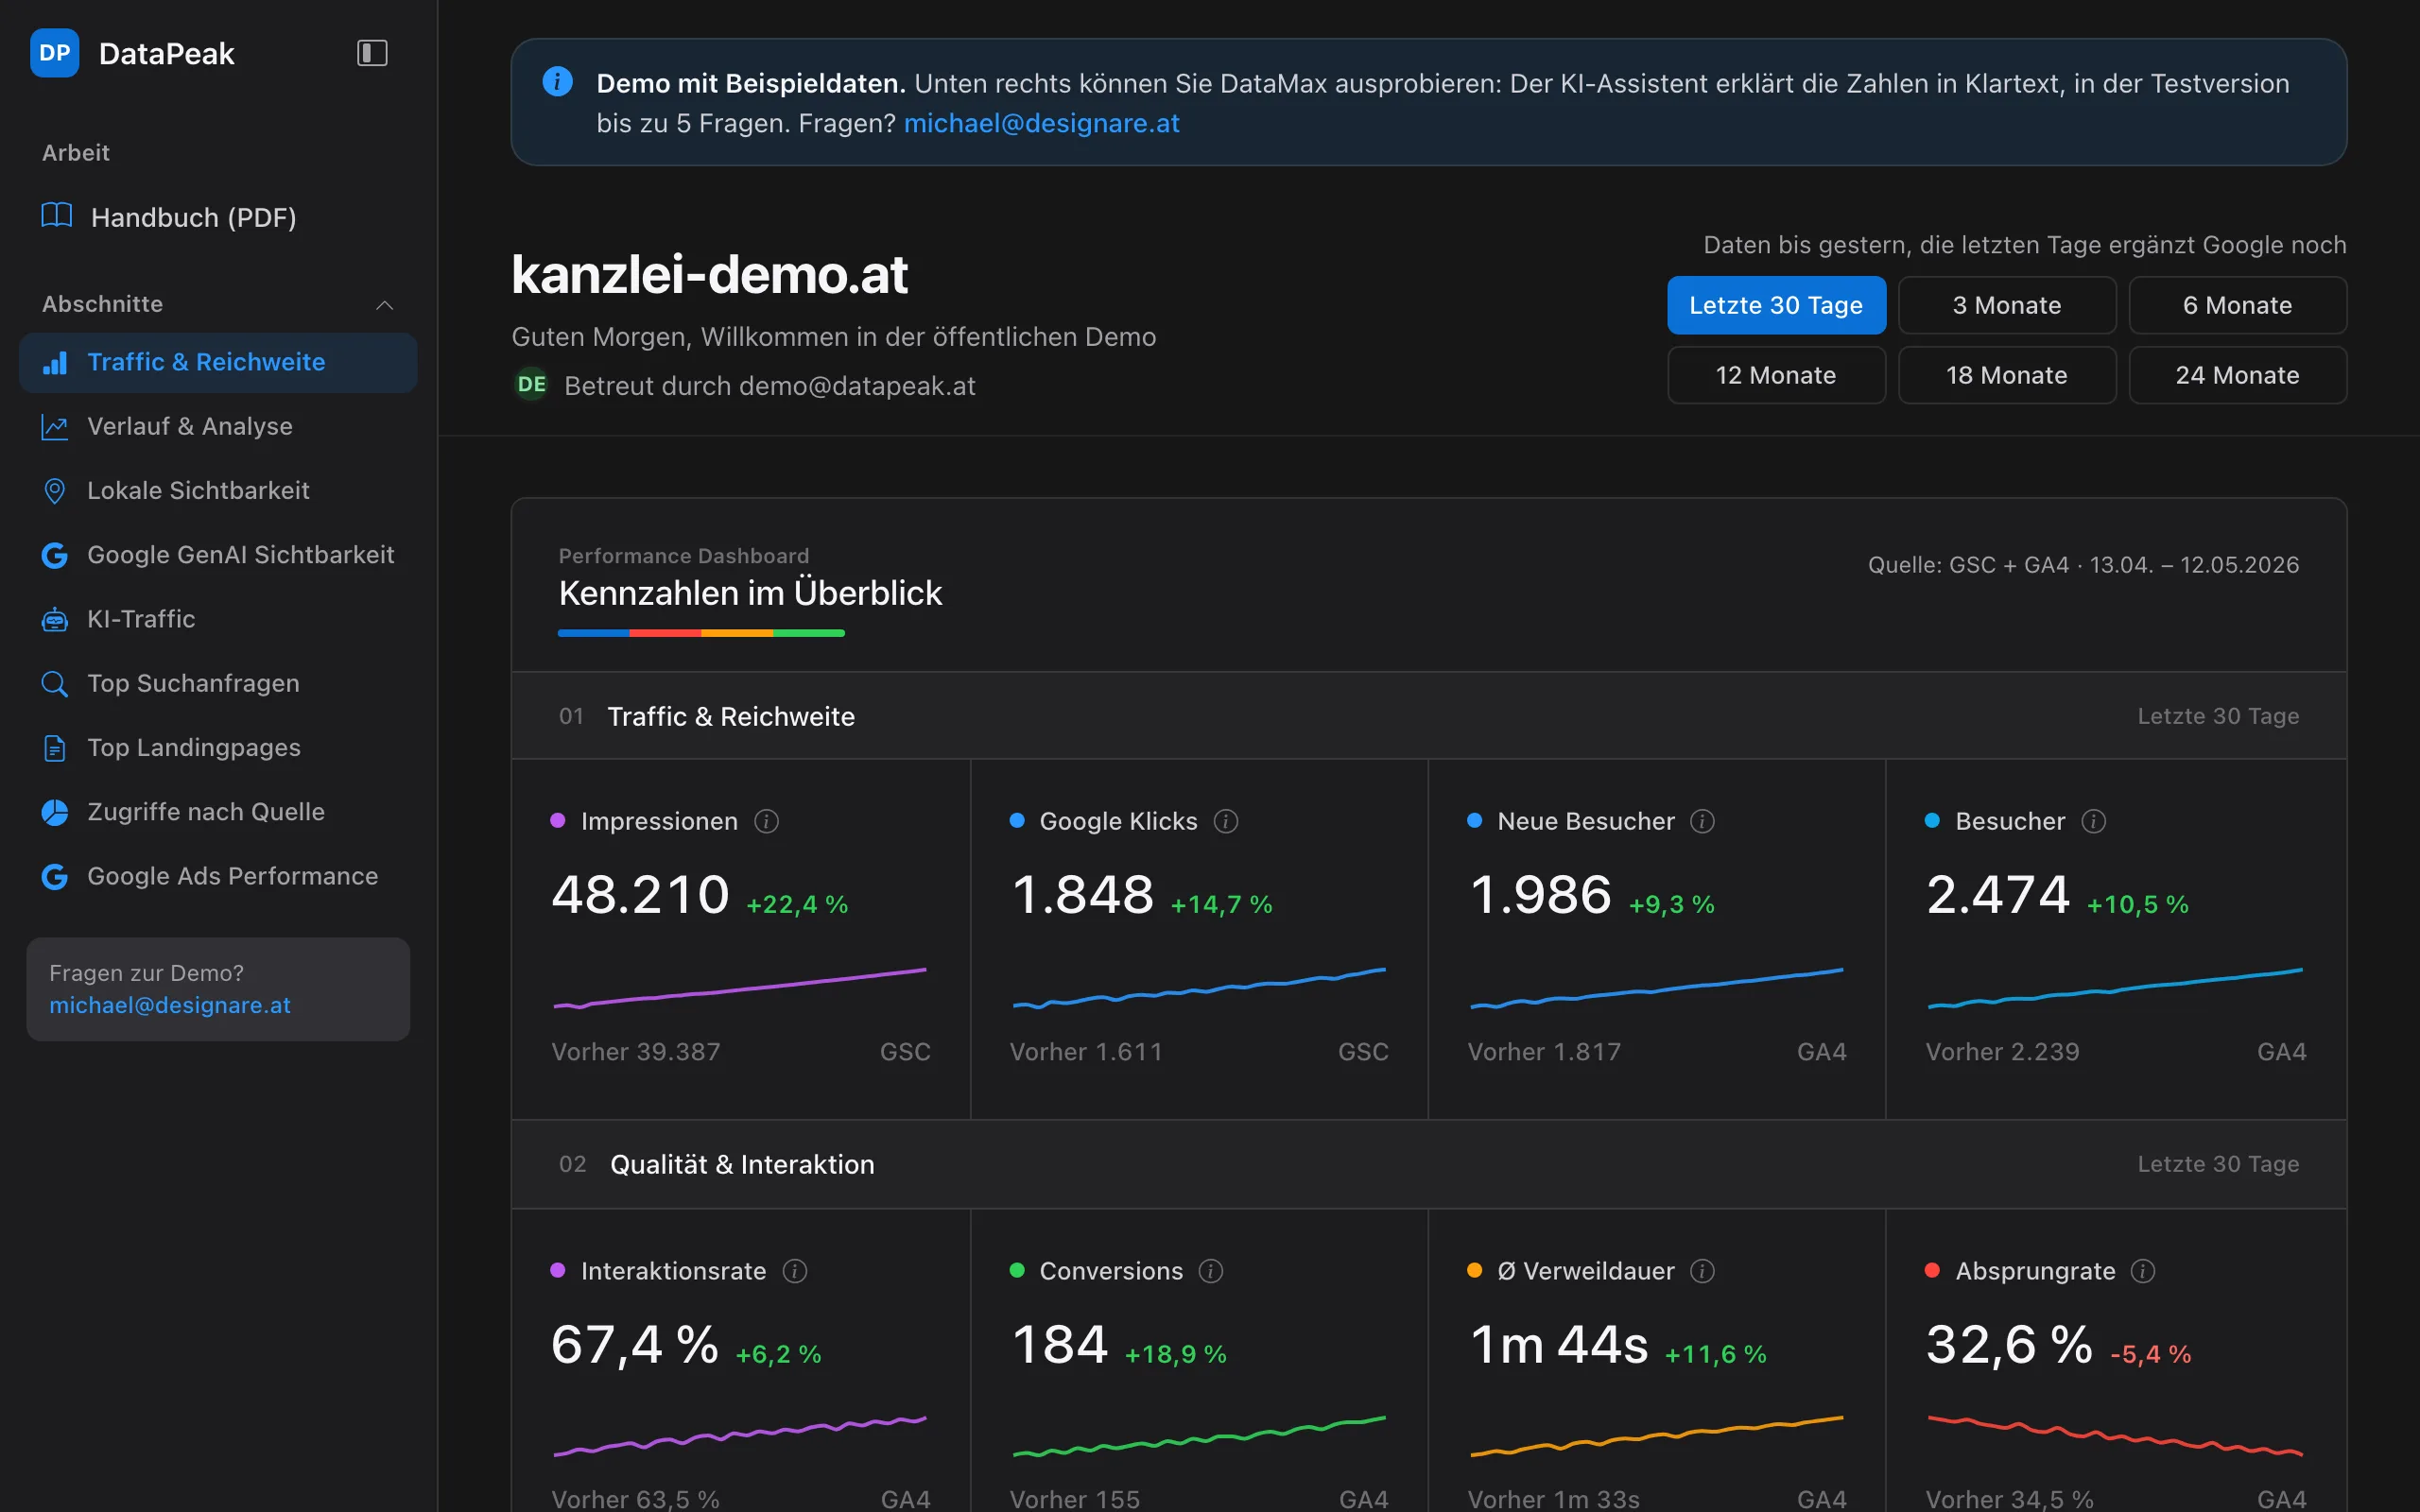 DP DataPeak
Arbeit
Handbuch (PDF)
Abschnitte
Traffic & Reichweite
Verlauf & Analyse
Lokale Sichtbarkeit
Google GenAI Sichtbarkeit
KI-Traffic
Top Suchanfragen
Top Landingpages
Zugriffe nach Quelle
Google Ads Performance
Fragen zur Demo?
michael@designare.at
Demo mit Beispieldaten. Unten rechts können Sie DataMax ausprobieren: Der KI-Assistent erklärt die Zahlen in Klartext, in der Testversion
bis zu 5 Fragen. Fragen? michael@designare.at
kanzlei-demo.at
Guten Morgen, Willkommen in der öffentlichen Demo
DE Betreut durch demo@datapeak.at
Daten bis gestern, die letzten Tage ergänzt Google noch
Letzte 30 Tage 3 Monate 6 Monate
12 Monate 18 Monate 24 Monate
Performance Dashboard
Kennzahlen im Überblick
Quelle: GSC + GA4 · 13.04. – 12.05.2026
01 Traffic & Reichweite Letzte 30 Tage
Impressionen
48.210 +22,4 %
Vorher 39.387 GSC
Google Klicks
1.848 +14,7 %
Vorher 1.611 GSC
Neue Besucher
1.986 +9,3 %
Vorher 1.817 GA4
Besucher
2.474 +10,5 %
Vorher 2.239 GA4
02 Qualität & Interaktion Letzte 30 Tage
Interaktionsrate
67,4 % +6,2 %
Vorher 63,5 % GA4
Conversions
184 +18,9 %
Vorher 155 GA4
Ø Verweildauer
1m 44s +11,6 %
Vorher 1m 33s GA4
Absprungrate
32,6 % -5,4 %
Vorher 34,5 % GA4